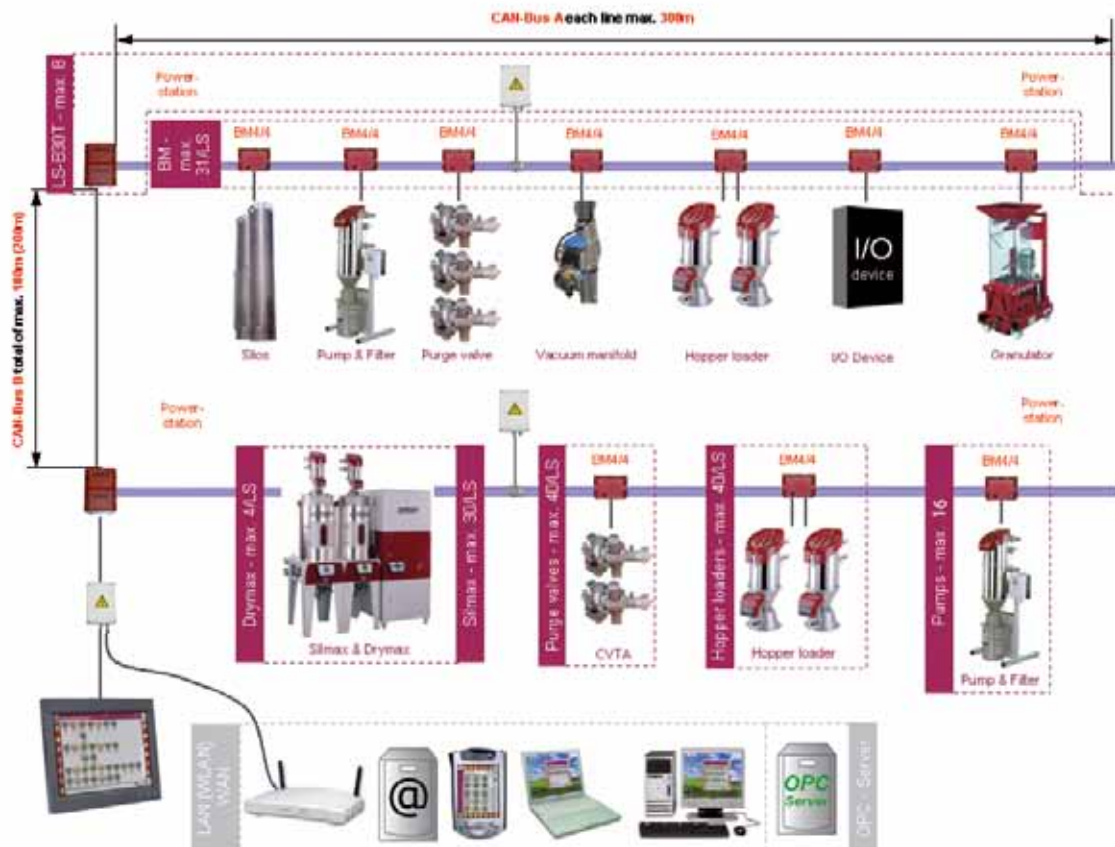 CAN-Bus A each line max. 300m
LS-B30T - max. 8
Power-
station
Power-
station
BM -
max.
31/LS
BM4/4
BM4/4
BM4/4
BM4/4
BM4/4
BM4/4
BM4/4
I/O
device
Silos
Pump & Filter
Purge valve
Vacuum manifold
Hopper loader
I/O Device
Granulator
CAN-Bus B total of max. 100m (200m)
Power-
station
Power-
station
Drymax - max. 4/LS
Silmax - max. 30/LS
Purge valves - max. 40/LS
BM4/4
Hopper loaders - max. 40/LS
BM4/4
Pumps - max. 16
BM4/4
Silmax & Drymax
CVTA
Hopper loader
Pump & Filter
LAN (WLAN)
WAN
@
OPC
Server
OPC - Server